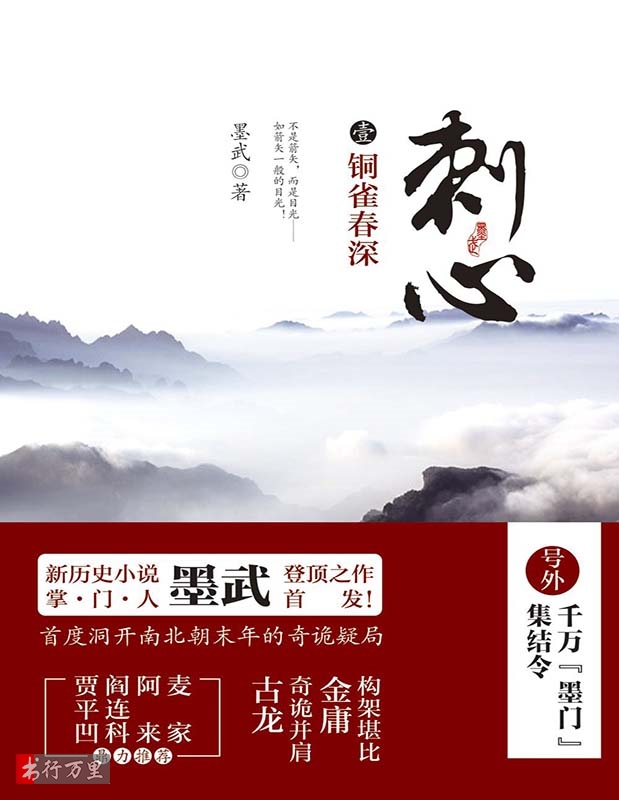 刺心
墨武
壹
铜雀春深
不是箭矢，而是目光——
如箭矢一般的目光！
墨武◎著
新历史小说
掌·门·人
墨武
登顶之作
首发！
首度洞开南北朝末年的奇诡疑局
贾平凹
阎连科
阿来
麦家
鼎力推荐
构架堪比
金庸
奇诡并肩
古龙
号外
千万『墨门』
集结令
书行万里